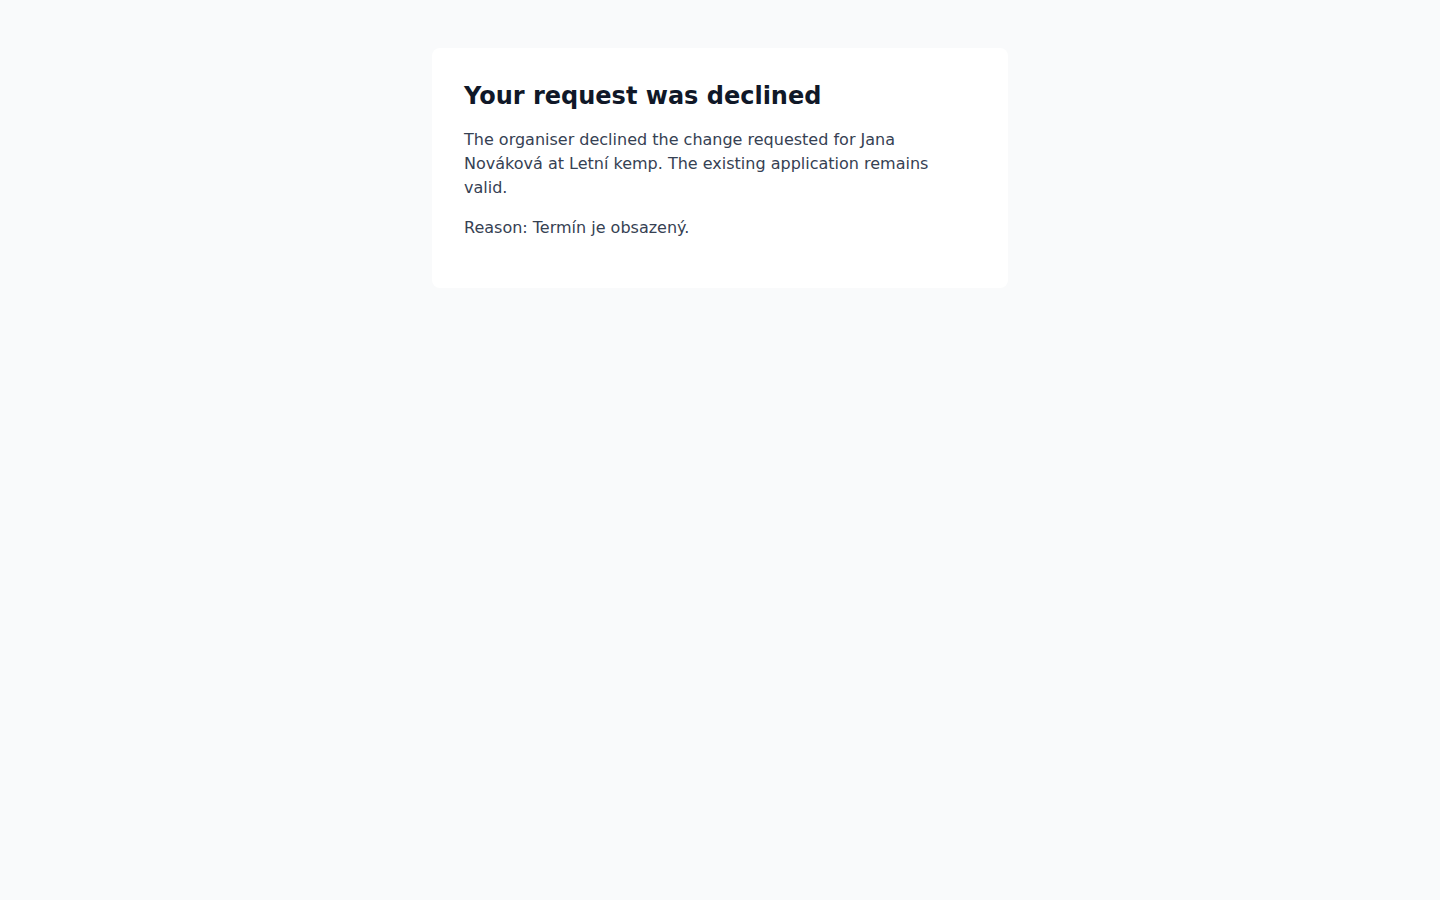 Your request was declined
The organiser declined the change requested for Jana
Nováková at Letní kemp. The existing application remains
valid.
Reason: Termín je obsazený.